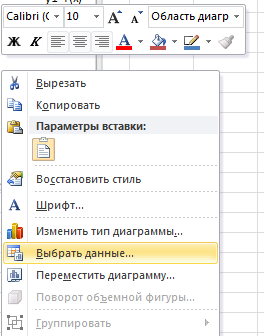 Calibri (С 10 A A Область диагр
Ж К A
Вырезать
Копировать
Параметры вставки:
Восстановить стиль
A Шрифт...
Изменить тип диаграммы...
Выбрать данные...
Переместить диаграмму...
Поворот объемной фигуры...
Группировать